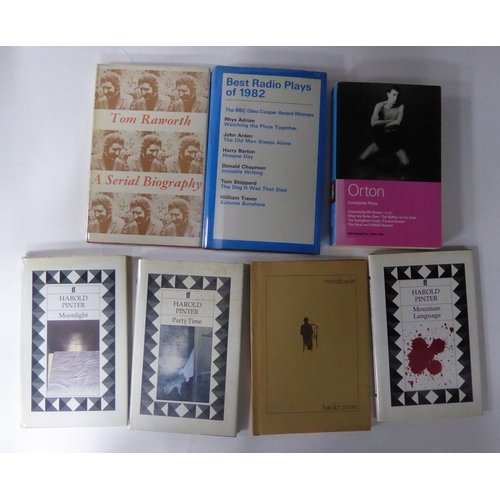 Tom Raworth
A Serial Biography
Best Radio Plays
of 1982
The BBC Giles Cooper Award Winners
Rhys Adrian
Watching the Plays Together
John Arden
The Old Man Sleeps Alone
Harry Barton
Hoopoe Day
Donald Chapman
Invisible Writing
Tom Stoppard
The Dog It Was That Died
William Trevor
Autumn Sunshine
Orton
Complete Plays
HAROLD
PINTER
Moonlight
HAROLD
PINTER
Party Time
monologue
harold pinter
HAROLD
PINTER
Mountain
Language